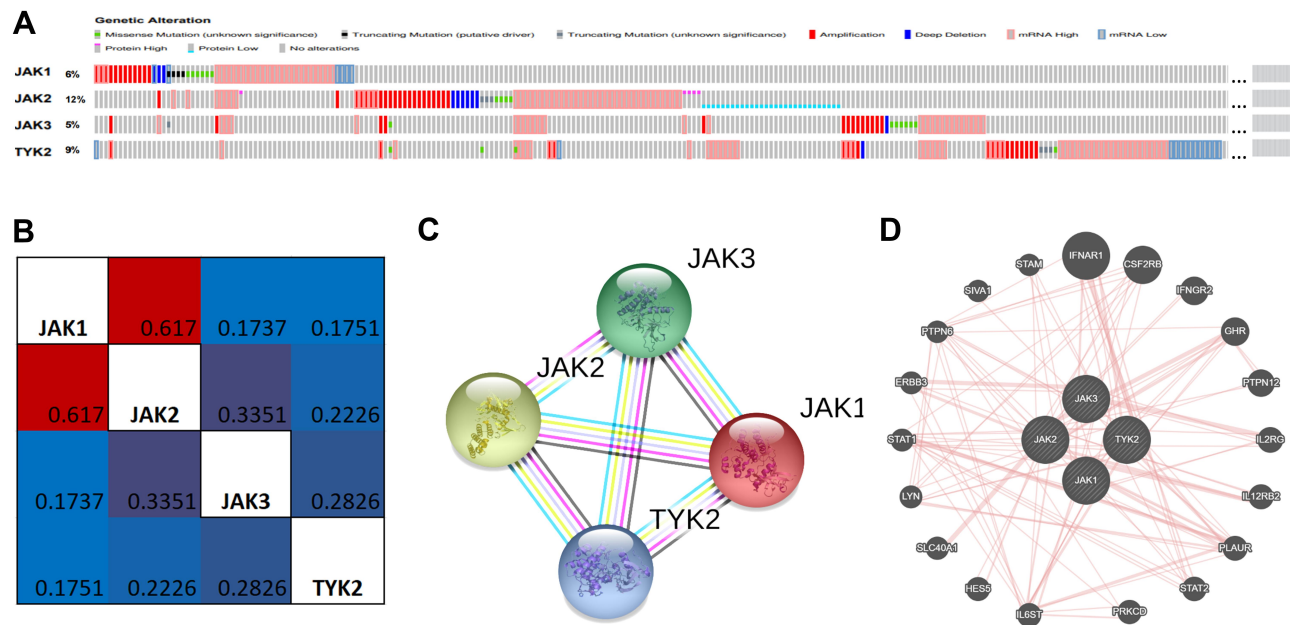 A
Genetic Alteration
Missense Mutation (unknown significance) Truncating Mutation (putative driver) Truncating Mutation (unknown significance) Amplification Deep Deletion mRNA High mRNA Low
Protein High Protein Low No alterations
JAK1 6% ...
JAK2 12% ...
JAK3 5% ...
TYK2 9% ...
B
JAK1 0.617 0.1737 0.1751
0.617 JAK2 0.3351 0.2226
0.1737 0.3351 JAK3 0.2826
0.1751 0.2226 0.2826 TYK2
C
JAK3
JAK2
JAK1
TYK2
D
IFNAR1
STAM
CSF2RB
SIVA1
IFNGR2
PTPN6
GHR
ERBB3
PTPN12
JAK3
STAT1
JAK2
TYK2
IL2RG
JAK1
LYN
IL12RB2
SLC40A1
PLAUR
HES5
STAT2
IL6ST
PRKCD